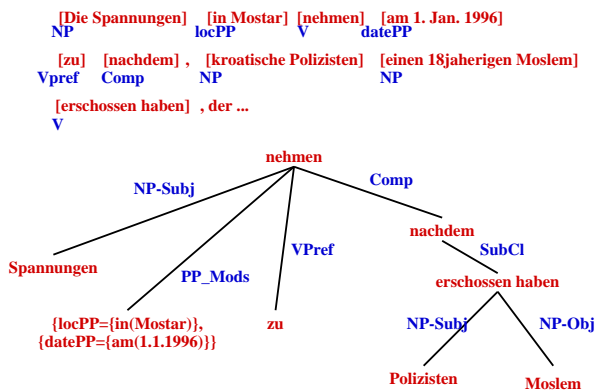 [Die Spannungen] [in Mostar] [nehmen] [am 1. Jan. 1996]
NP locPP V datePP
[zu] [nachdem] , [kroatische Polizisten] [einen 18jaherigen Moslem]
Vpref Comp NP NP
[erschossen haben] , der ...
V
nehmen
NP-Subj Comp
nachdem
VPref SubCl
Spannungen PP_Mods erschossen haben
{locPP={in(Mostar)}, zu NP-Subj NP-Obj
{datePP={am(1.1.1996)}}
Polizisten Moslem